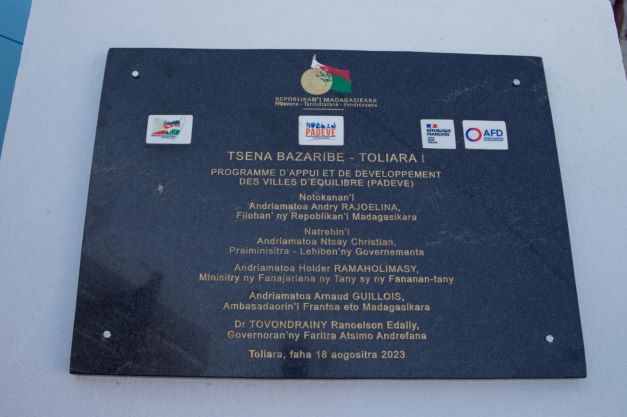 REPOBLIKAN'I MADAGASIKARA
Fitiavana - Tanindrazana - Fandrosoana
PADEVE
RÉPUBLIQUE
FRANÇAISE
AFD
TSENA BAZARIBE - TOLIARA I
PROGRAMME D'APPUI ET DE DEVELOPPEMENT
DES VILLES D'EQUILIBRE (PADEVE)
Notokanan'i
Andriamatoa Andry RAJOELINA,
Filohan' ny Repoblikan'i Madagasikara
Natrehin'i
Andriamatoa Ntsay Christian,
Praiminisitra - Lehiben'ny Governemanta
Andriamatoa Holder RAMAHOLIMASY,
Minisitry ny Fanajariana ny Tany sy ny Fananan-tany
Andriamatoa Arnaud GUILLOIS,
Ambasadaorin'i Frantsa eto Madagasikara
Dr TOVONDRAINY Ranoelson Edally,
Governoran'ny Faritra Atsimo Andrefana
Toliara, faha 18 aogositra 2023